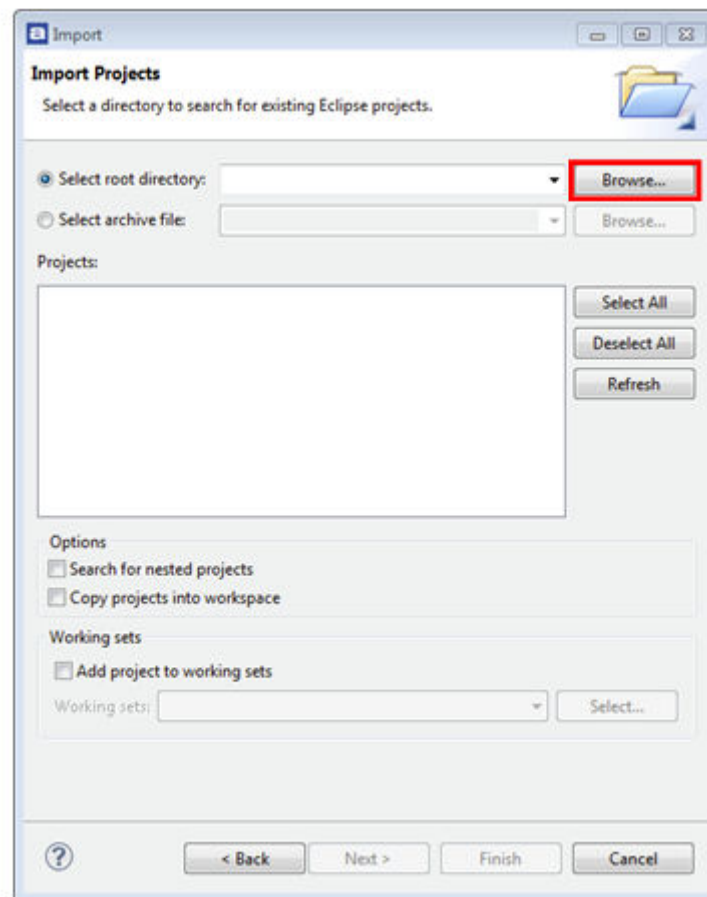 Import
Import Projects
Select a directory to search for existing Eclipse projects.
Select root directory: Browse...
Select archive file: Browse...
Projects:
Select All
Deselect All
Refresh
Options
Search for nested projects
Copy projects into workspace
Working sets
Add project to working sets
Working sets: Select...
? < Back Next > Finish Cancel